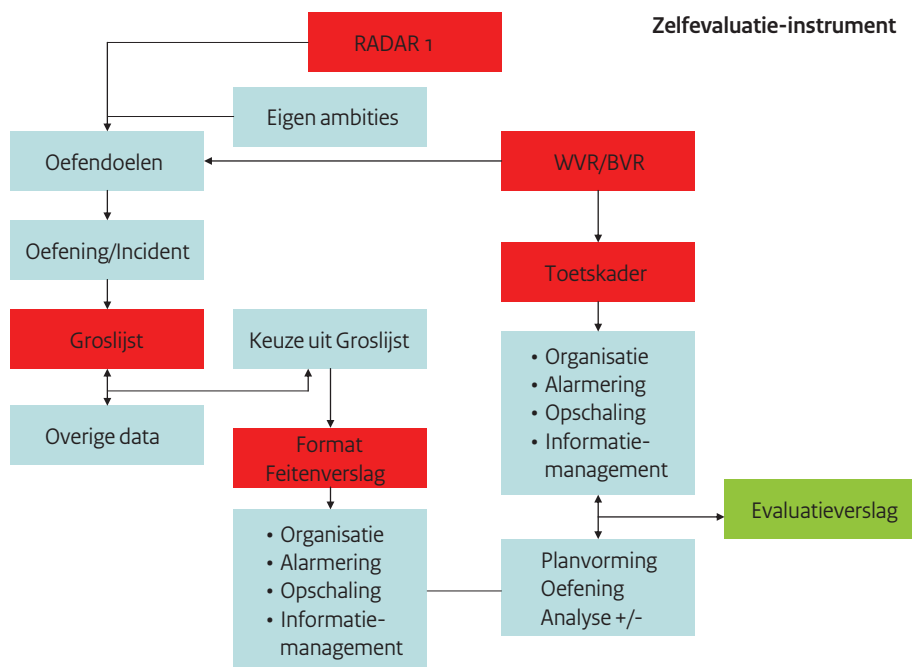 Zelfevaluatie-instrument
RADAR 1
Eigen ambities
Oefendoelen
WVR/BVR
Oefening/Incident
Toetskader
Groslijst
Keuze uit Groslijst
• Organisatie
• Alarmering
• Opschaling
• Informatie-
management
Overige data
Format
Feitenverslag
Evaluatieverslag
• Organisatie
• Alarmering
• Opschaling
• Informatie-
management
Planvorming
Oefening
Analyse +/-